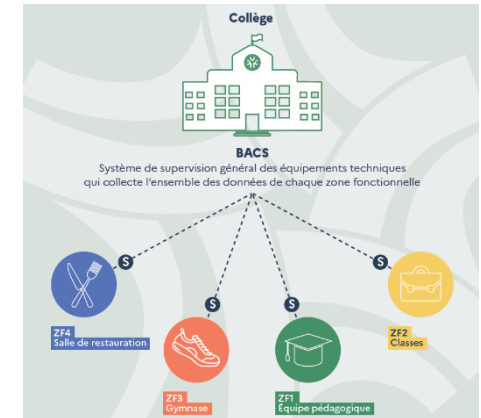 Collège
BACS
Système de supervision général des équipements techniques
qui collecte l'ensemble des données de chaque zone fonctionnelle
S
S
S
S
ZF4
Salle de restauration
ZF2
Classes
ZF3
Gymnase
ZF1
Équipe pédagogique